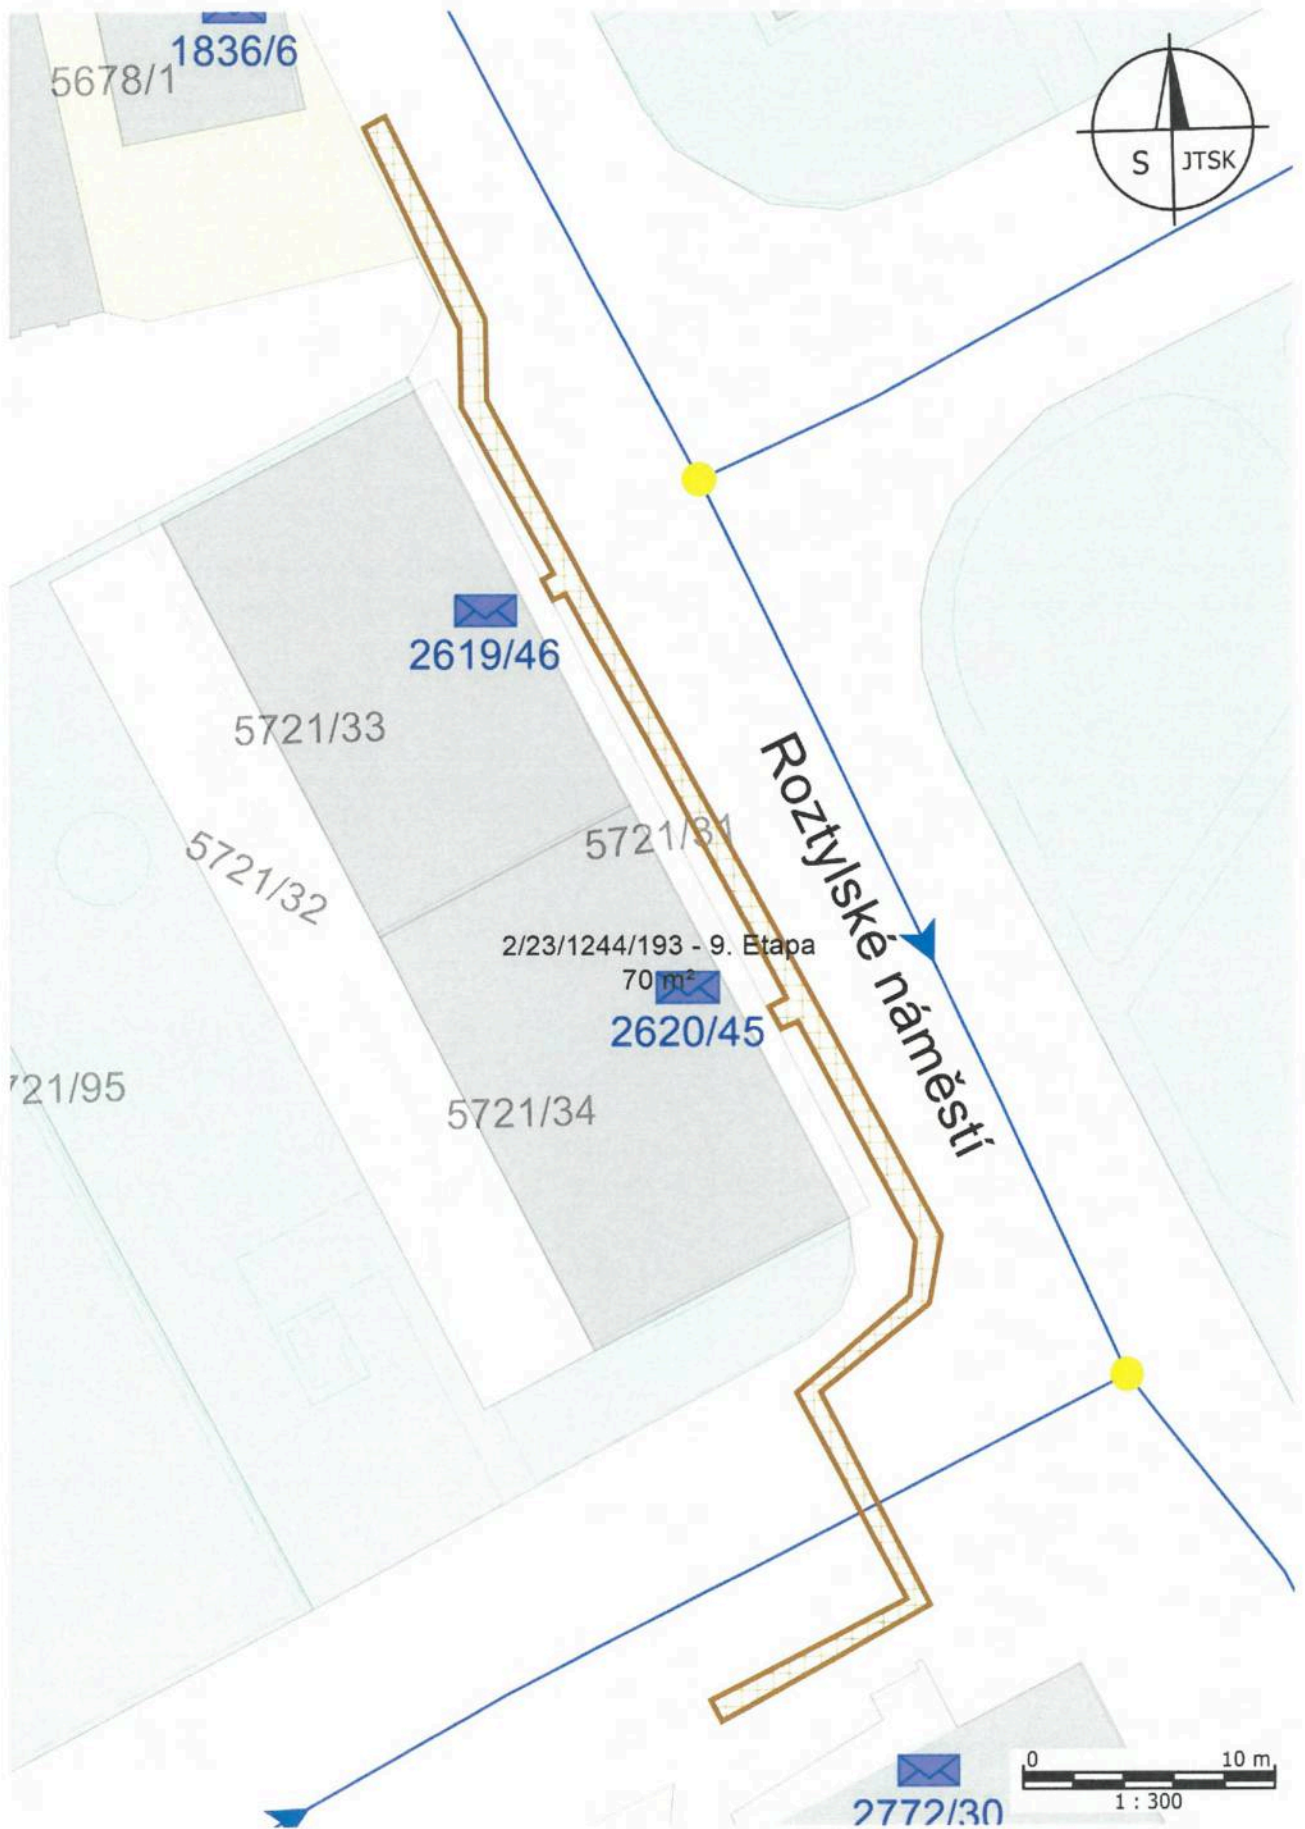 1836/6
5678/1
S JTSK
2619/46
5721/33
5721/31
5721/32
Roztylské náměstí
2/23/1244/193 - 9. Etapa
70 m²
2620/45
721/95
5721/34
0 10 m
1 : 300
2772/30